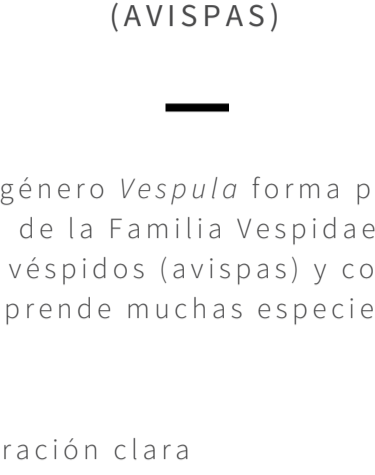 (AVISPAS)
género Vespula forma p
de la Familia Vespidae
véspidos (avispas) y co
prende muchas especie
ración clara